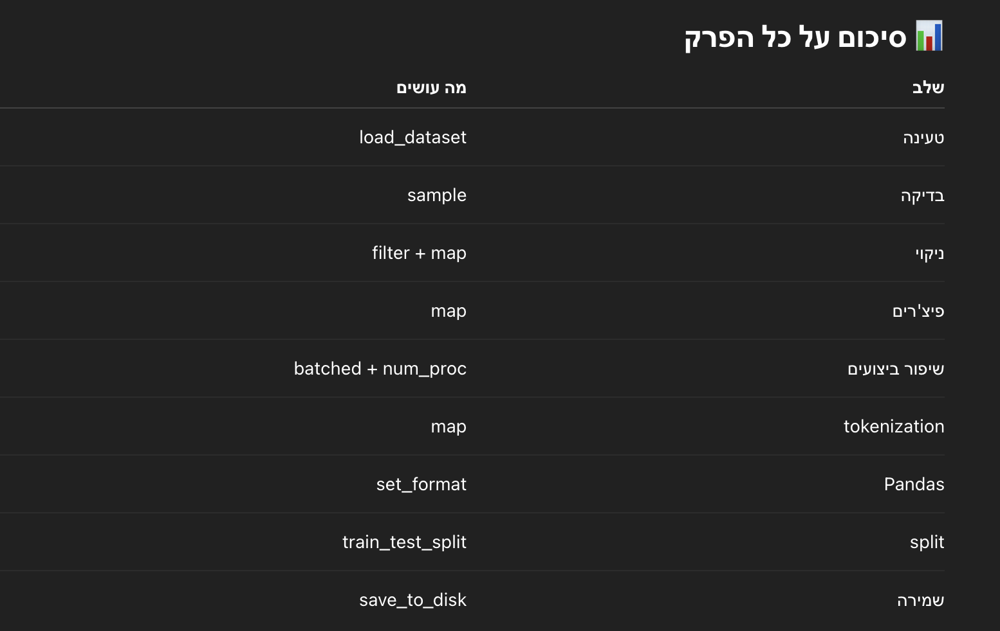 📊 סיכום על כל הפרק
שלב מה עושים
טעינה load_dataset
בדיקה sample
ניקוי filter + map
פיצ'רים map
שיפור ביצועים batched + num_proc
tokenization map
Pandas set_format
split train_test_split
שמירה save_to_disk